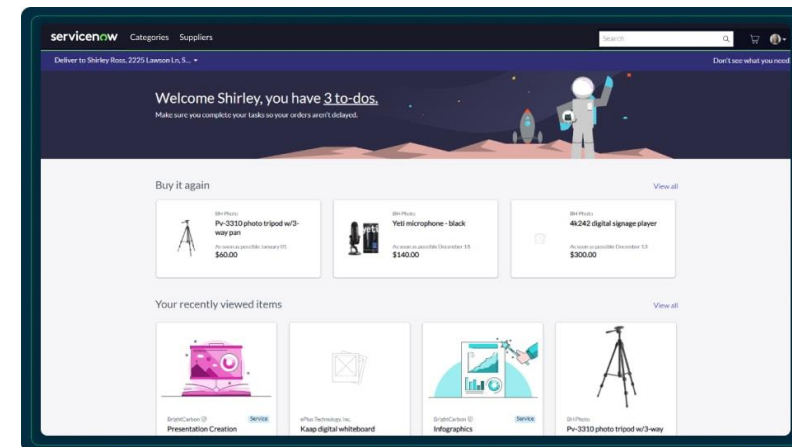 servicenow Categories Suppliers Search
Deliver to Shirley Ross, 2225 Lawson Ln, S... Don't see what you need
Welcome Shirley, you have 3 to-dos.
Make sure you complete your tasks so your orders aren't delayed.
Buy it again View all
BH Photo
Pv-3310 photo tripod w/3-
way pan
As soon as possible January 01
$60.00
yeti
BH Photo
Yeti microphone - black
As soon as possible December 18
$140.00
BH Photo
4k242 digital signage player
As soon as possible December 13
$300.00
Your recently viewed items View all
BrightCarbon Service
Presentation Creation
ePlus Technology, Inc.
Kaap digital whiteboard
BrightCarbon Service
Infographics
BH Photo
Pv-3310 photo tripod w/3-way